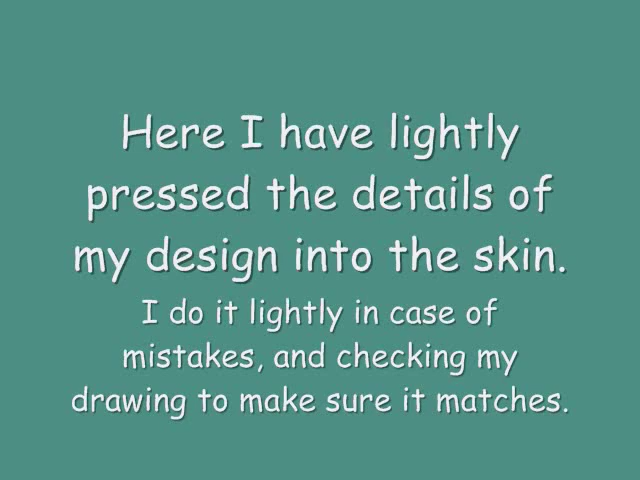 Here I have lightly
pressed the details of
my design into the skin.
I do it lightly in case of
mistakes, and checking my
drawing to make sure it matches.